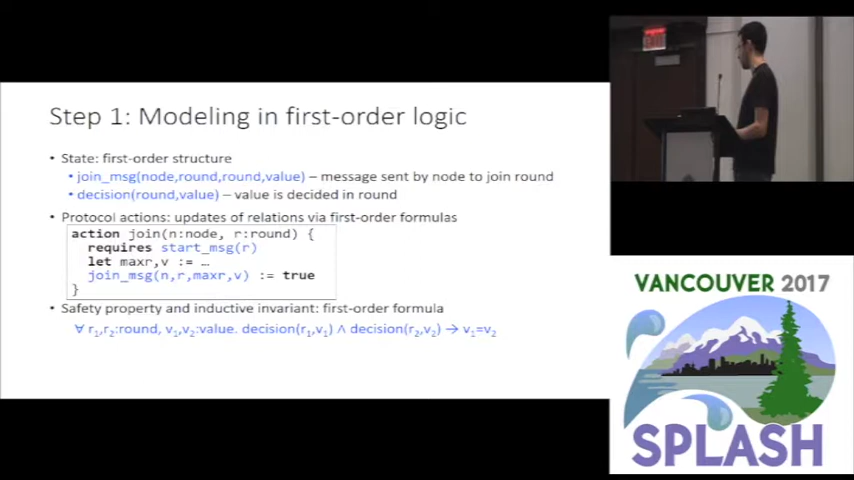 Step 1: Modeling in first-order logic
• State: first-order structure
• join_msg(node,round,round,value) – message sent by node to join round
• decision(round,value) – value is decided in round
• Protocol actions: updates of relations via first-order formulas
action join(n:node, r:round) {
requires start_msg(r)
let maxr,v := …
join_msg(n,r,maxr,v) := true
}
• Safety property and inductive invariant: first-order formula
∀ r₁,r₂:round, v₁,v₂:value. decision(r₁,v₁) ∧ decision(r₂,v₂) → v₁=v₂
EXIT
VANCOUVER 2017
SPLASH